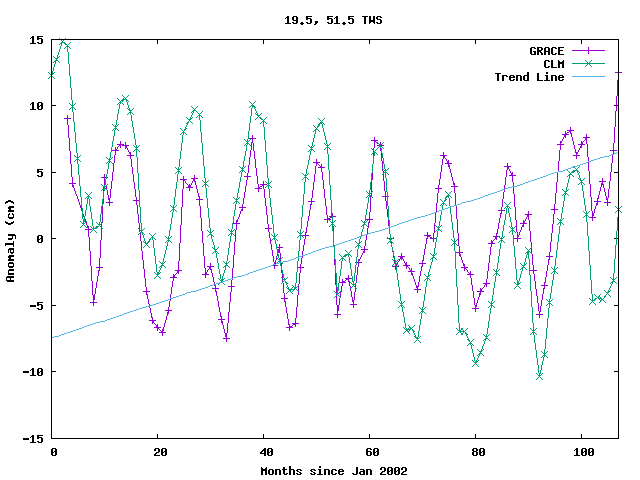 19.5, 51.5 TWS
GRACE
CLM
Trend Line
15
10
5
0
-5
-10
-15
Anomaly (cm)
0 20 40 60 80 100
Months since Jan 2002